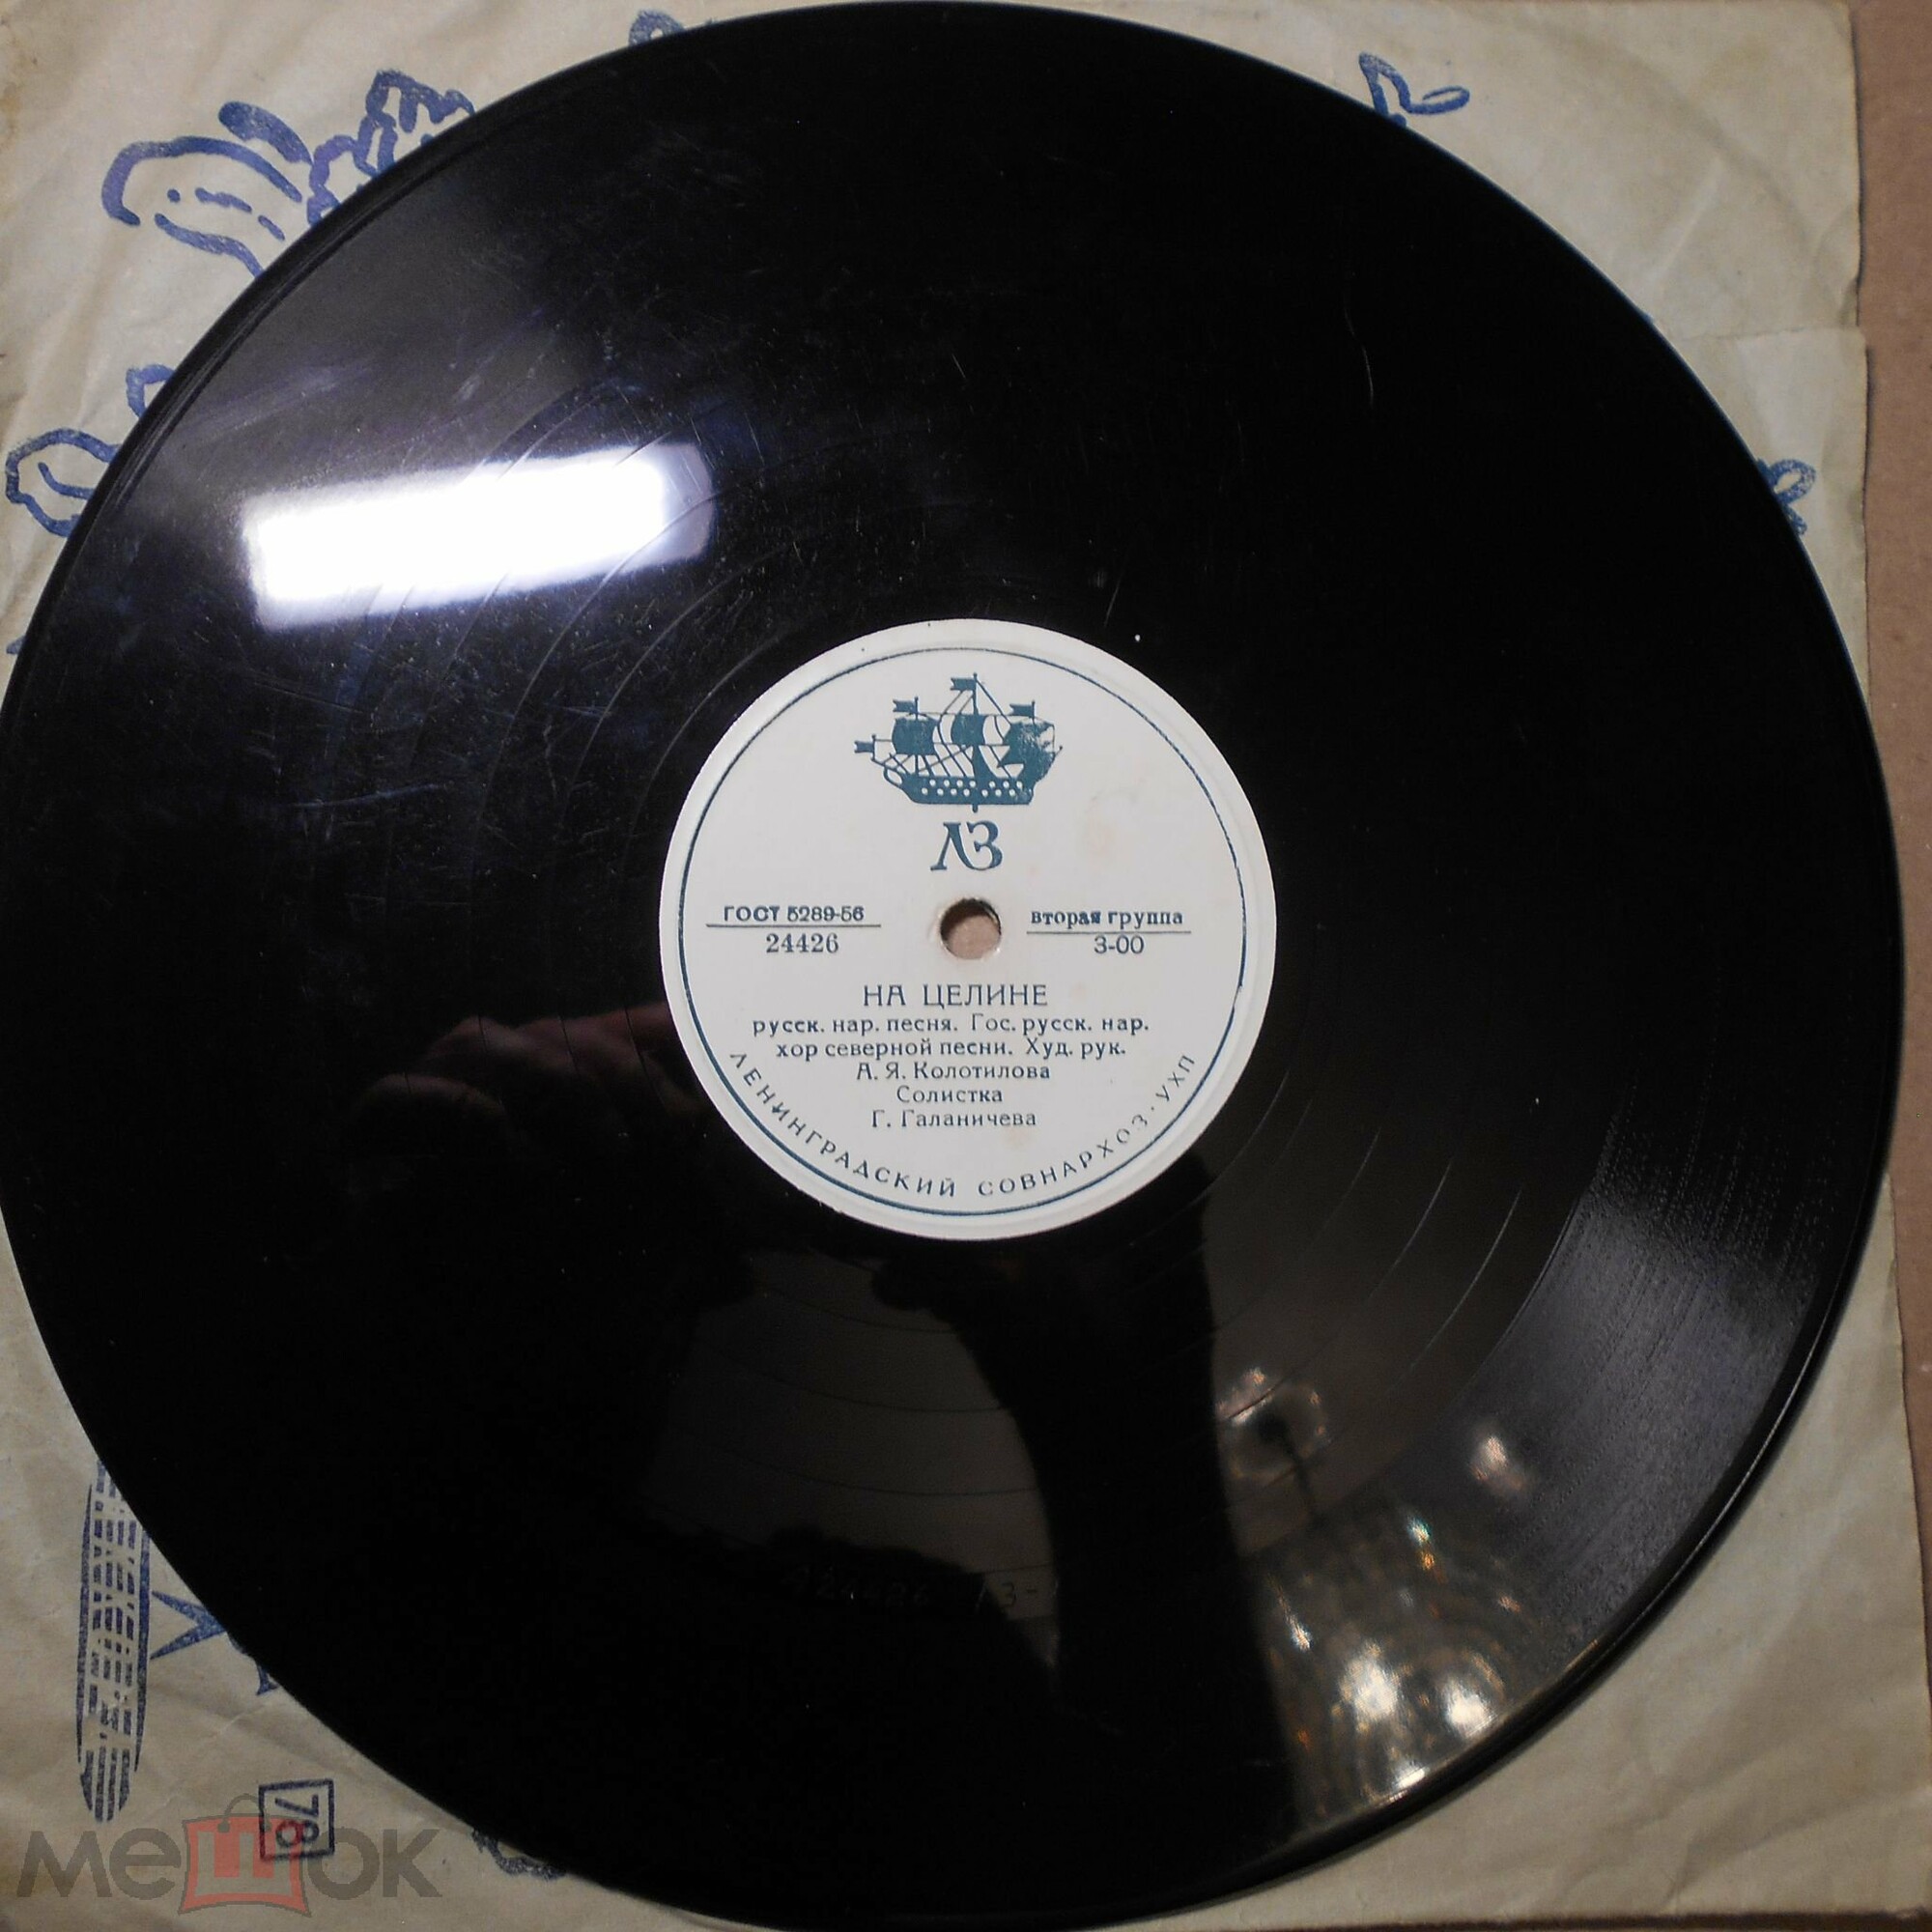 ЛЗ
ГОСТ 5289-56
24426
вторая группа
3-00
НА ЦЕЛИНЕ
русск. нар. песня. Гос. русск. нар.
хор северной песни. Худ. рук.
А. Я. Колотилова
Солистка
Г. Галаничева
ЛЕНИНГРАДСКИЙ СОВНАРХОЗ · УХП
78
мешок